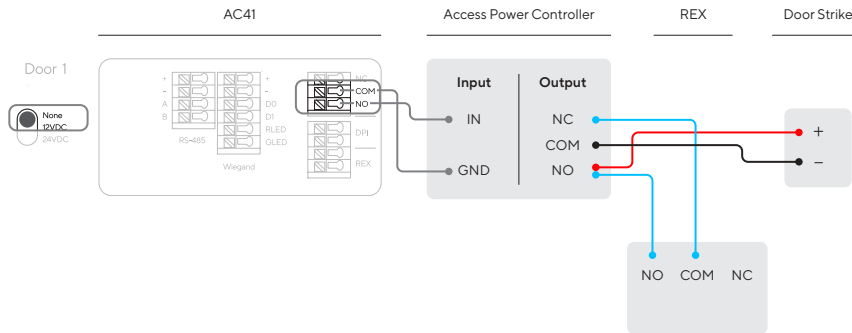 AC41
Access Power Controller
REX
Door Strike
Door 1
None
12VDC
24VDC
+
-
A
B
RS-485
+
-
D0
D1
RLED
GLED
Wiegand
NC
COM
NO
DPI
REX
Input
Output
IN
NC
COM
GND
NO
+
−
NO COM NC